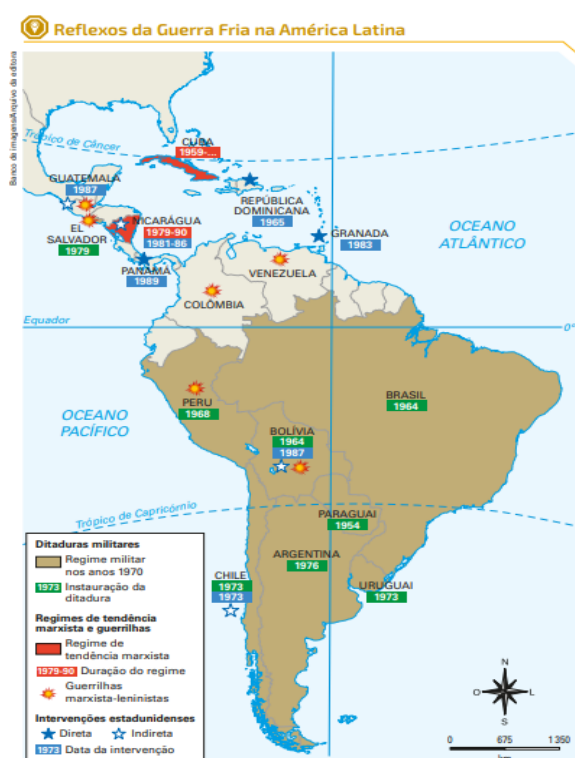 Reflexos da Guerra Fria na América Latina
Banco de imagens/Arquivo da editora
Trópico de Câncer
CUBA
1959-...
GUATEMALA
1987
REPÚBLICA
DOMINICANA
1965
NICARÁGUA
1979-90
1981-86
EL
SALVADOR
1979
GRANADA
1983
OCEANO
ATLÂNTICO
PANAMÁ
1989
VENEZUELA
COLÔMBIA
Equador
0°
PERU
1968
BRASIL
1964
OCEANO
PACÍFICO
BOLÍVIA
1964
1987
Trópico de Capricórnio
PARAGUAI
1954
ARGENTINA
1976
CHILE
1973
1973
URUGUAI
1973
Ditaduras militares
Regime militar
nos anos 1970
1973 Instauração da
ditadura
Regimes de tendência
marxista e guerrilhas
Regime de
tendência marxista
1979-90 Duração do regime
Guerrilhas
marxista-leninistas
Intervenções estadunidenses
Direta Indireta
1973 Data da intervenção
N
O L
S
0 675 1 350